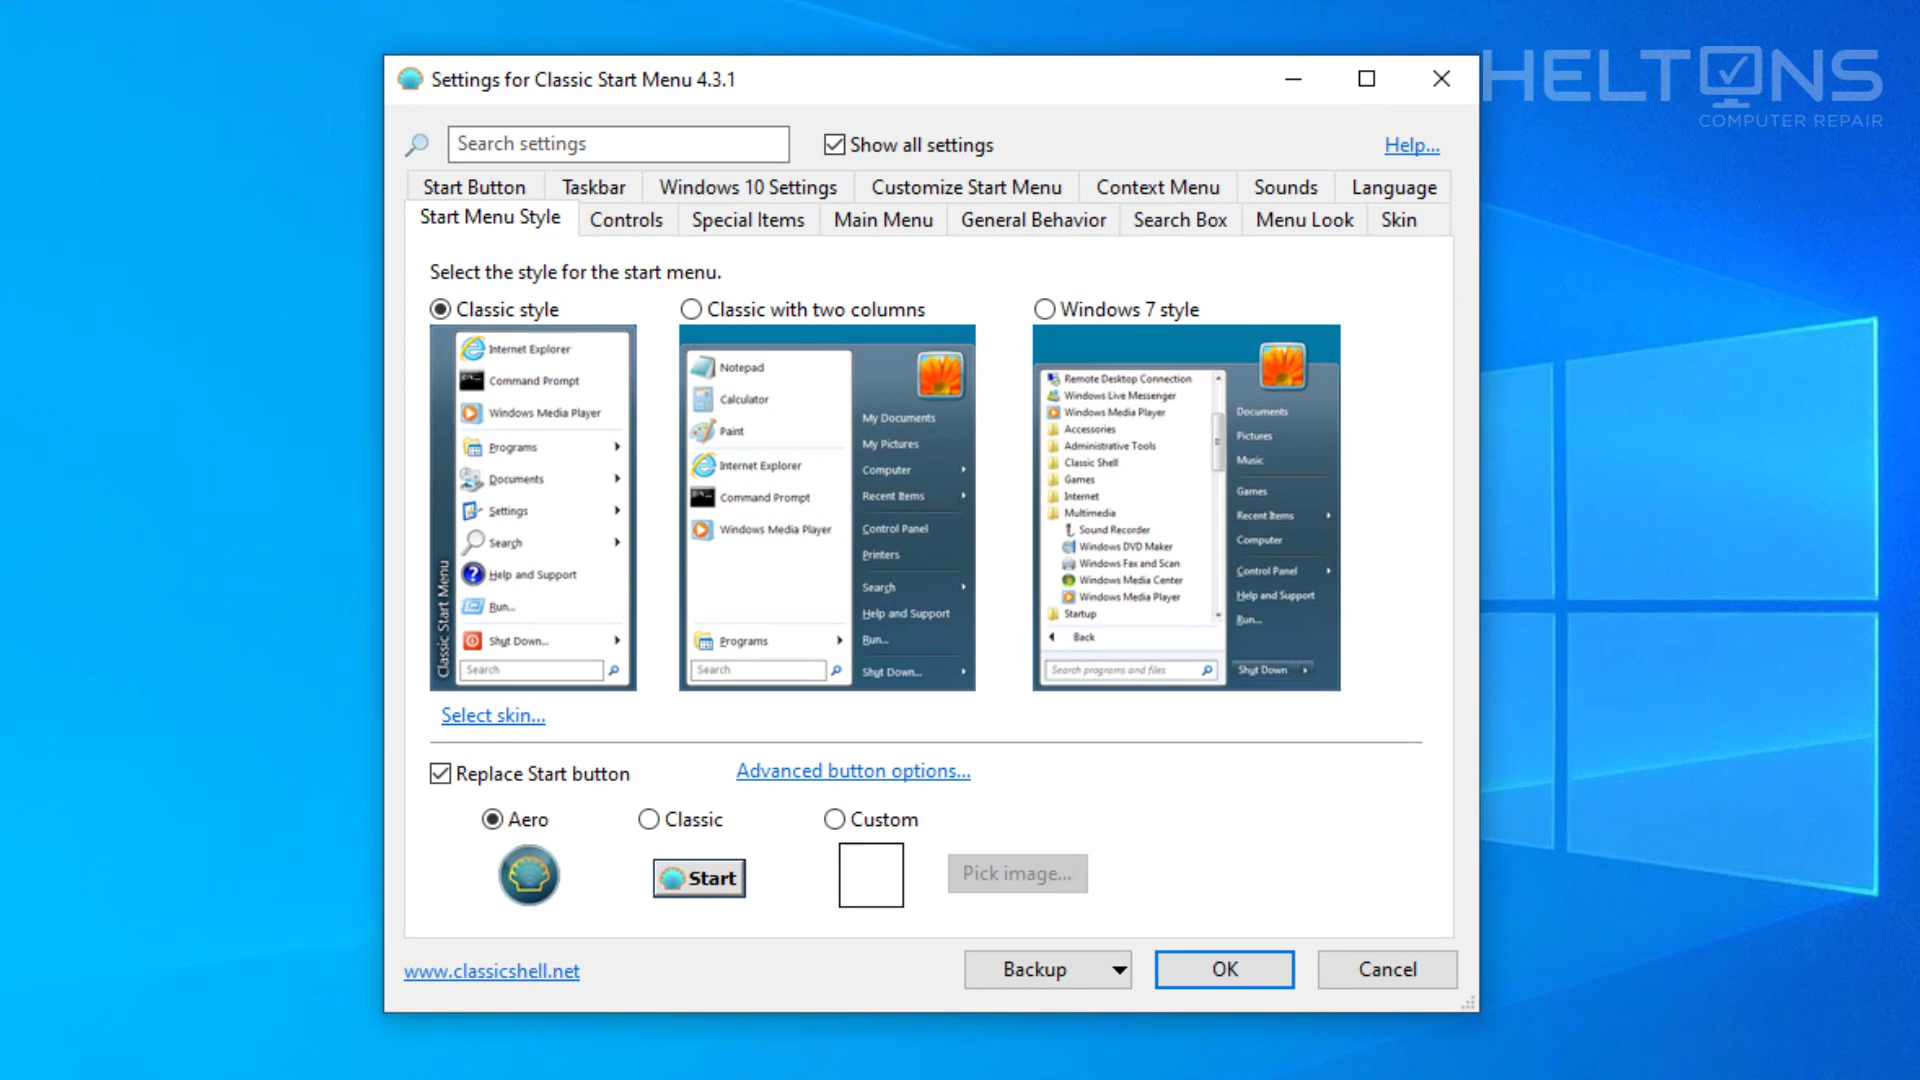 HELTONS
COMPUTER REPAIR
Settings for Classic Start Menu 4.3.1
Search settings
Show all settings
Help...
Start Button Taskbar Windows 10 Settings Customize Start Menu Context Menu Sounds Language
Start Menu Style Controls Special Items Main Menu General Behavior Search Box Menu Look Skin
Select the style for the start menu.
Classic style
Internet Explorer
Command Prompt
Windows Media Player
Programs
Documents
Settings
Search
Help and Support
Run...
Shut Down...
Search
Classic Start Menu
Classic with two columns
Notepad
Calculator
Paint
Internet Explorer
Command Prompt
Windows Media Player
Programs
Search
My Documents
My Pictures
Computer
Recent Items
Control Panel
Printers
Search
Help and Support
Run...
Shut Down...
Windows 7 style
Remote Desktop Connection
Windows Live Messenger
Windows Media Player
Accessories
Administrative Tools
Classic Shell
Games
Internet
Multimedia
Sound Recorder
Windows DVD Maker
Windows Fax and Scan
Windows Media Center
Windows Media Player
Startup
Back
Search programs and files
Documents
Pictures
Music
Games
Recent Items
Computer
Control Panel
Help and Support
Run...
Shut Down
Select skin...
Replace Start button
Advanced button options...
Aero
Classic
Custom
Start
Pick image...
www.classicshell.net
Backup
OK
Cancel